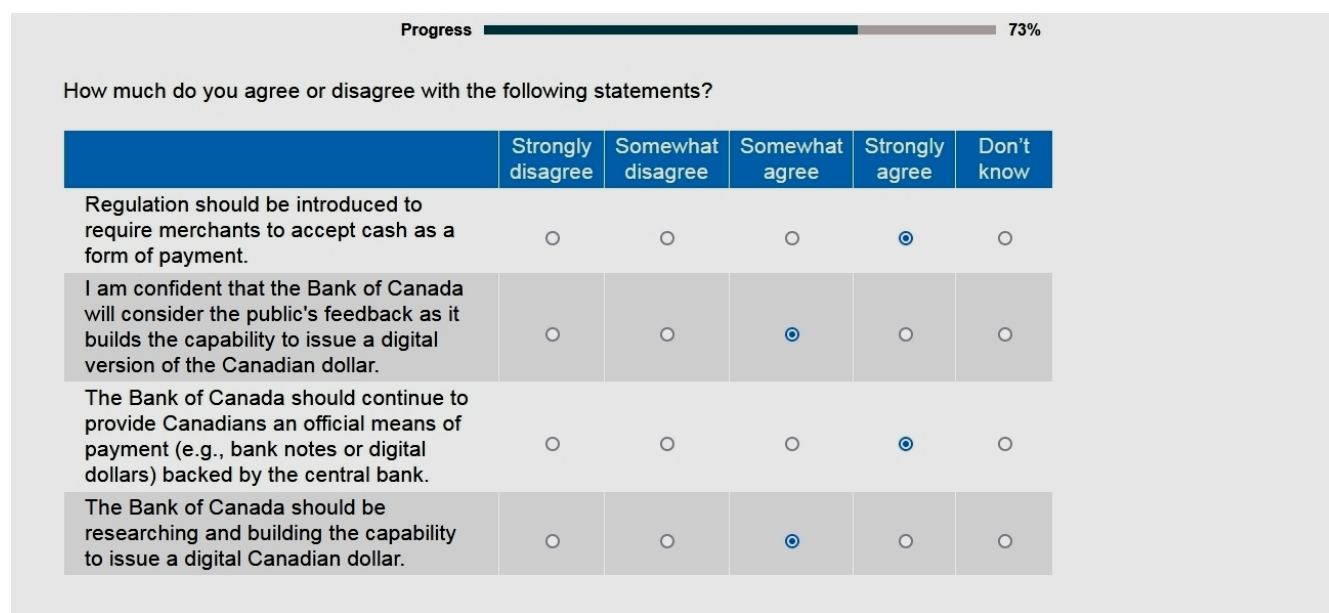 Progress 73%
How much do you agree or disagree with the following statements?
Strongly disagree
Somewhat disagree
Somewhat agree
Strongly agree
Don't know
Regulation should be introduced to
require merchants to accept cash as a
form of payment.
I am confident that the Bank of Canada
will consider the public's feedback as it
builds the capability to issue a digital
version of the Canadian dollar.
The Bank of Canada should continue to
provide Canadians an official means of
payment (e.g., bank notes or digital
dollars) backed by the central bank.
The Bank of Canada should be
researching and building the capability
to issue a digital Canadian dollar.